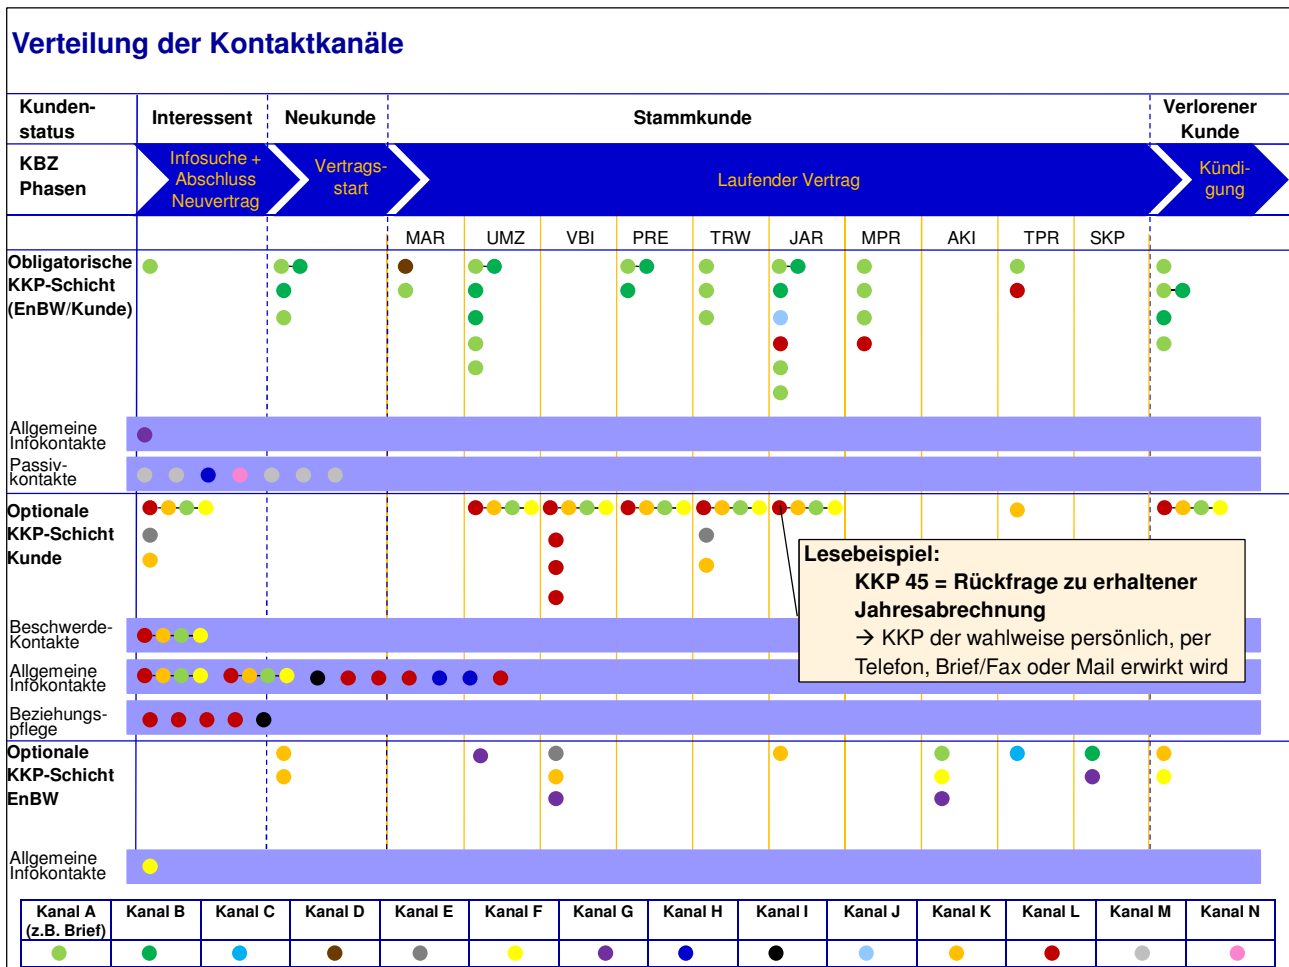 Verteilung der Kontaktkanäle
Kunden-
status
Interessent
Neukunde
Stammkunde
Verlorener
Kunde
KBZ
Phasen
Infosuche +
Abschluss
Neuvertrag
Vertrags-
start
Laufender Vertrag
Kündi-
gung
MAR UMZ VBI PRE TRW JAR MPR AKI TPR SKP
Obligatorische
KKP-Schicht
(EnBW/Kunde)
Allgemeine
Infokontakte
Passiv-
kontakte
Optionale
KKP-Schicht
Kunde
Lesebeispiel:
KKP 45 = Rückfrage zu erhaltener
Jahresabrechnung
→ KKP der wahlweise persönlich, per
Telefon, Brief/Fax oder Mail erwirkt wird
Beschwerde-
Kontakte
Allgemeine
Infokontakte
Beziehungs-
pflege
Optionale
KKP-Schicht
EnBW
Allgemeine
Infokontakte
Kanal A Kanal B Kanal C Kanal D Kanal E Kanal F Kanal G Kanal H Kanal I Kanal J Kanal K Kanal L Kanal M Kanal N
(z.B. Brief)